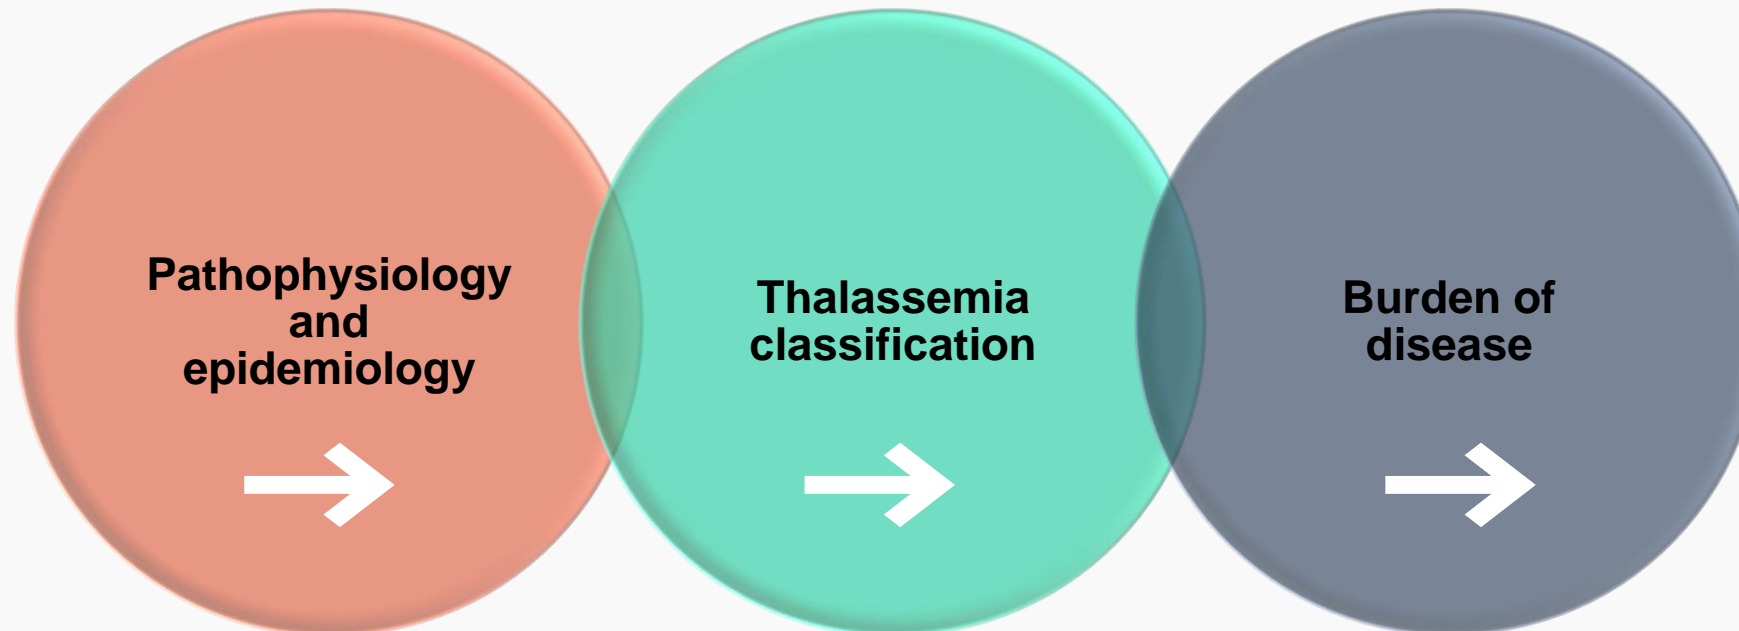 Pathophysiology
and
epidemiology
Thalassemia
classification
Burden of
disease